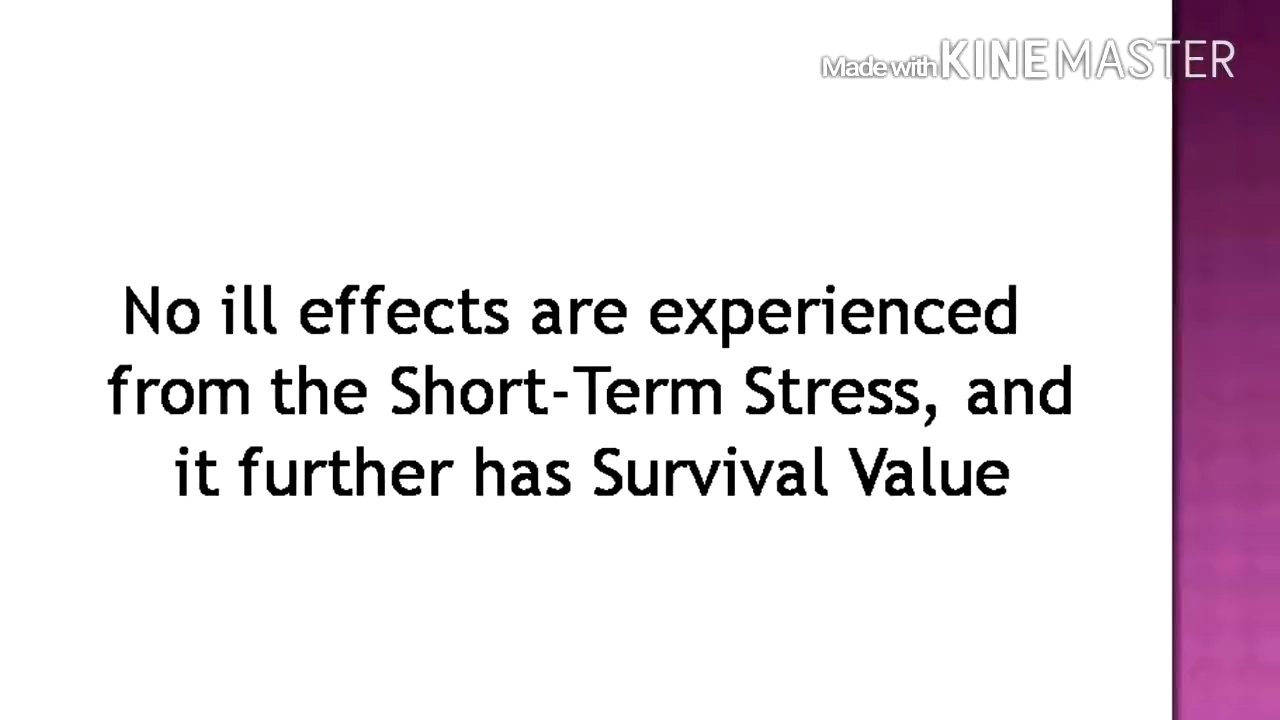 Made with KINEMASTER
No ill effects are experienced
from the Short-Term Stress, and
it further has Survival Value